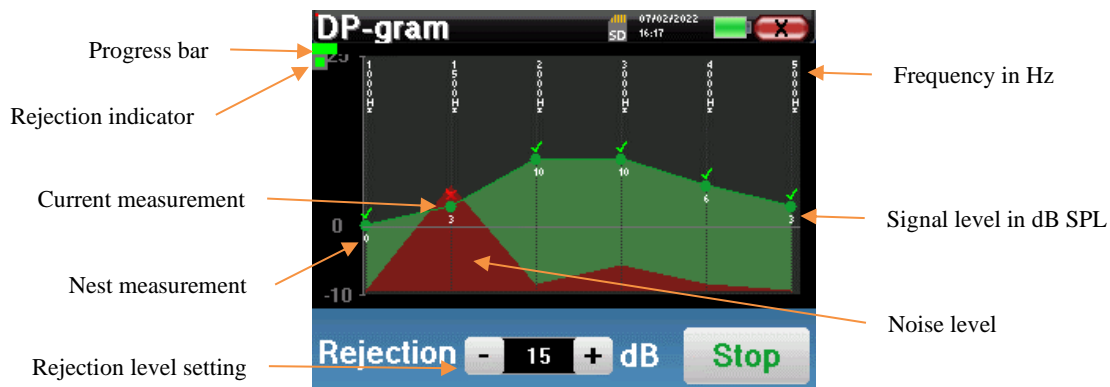 DP-gram
SD
07/02/2022
16:17
X
Progress bar
Rejection indicator
Current measurement
Nest measurement
Rejection level setting
25
0
-10
1000Hz
1500Hz
2000Hz
3000Hz
4000Hz
5000Hz
0
3
10
10
6
3
Frequency in Hz
Signal level in dB SPL
Noise level
Rejection - 15 + dB Stop